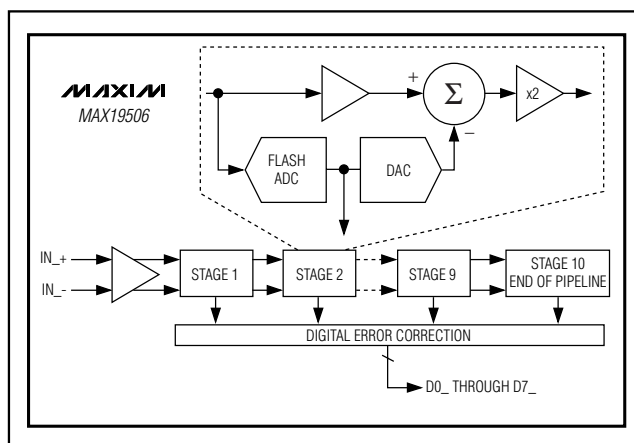 MAXIM
MAX19506
+
Σ
−
x2
FLASH
ADC
DAC
IN_+
IN_-
STAGE 1
STAGE 2
STAGE 9
STAGE 10
END OF PIPELINE
DIGITAL ERROR CORRECTION
D0_ THROUGH D7_